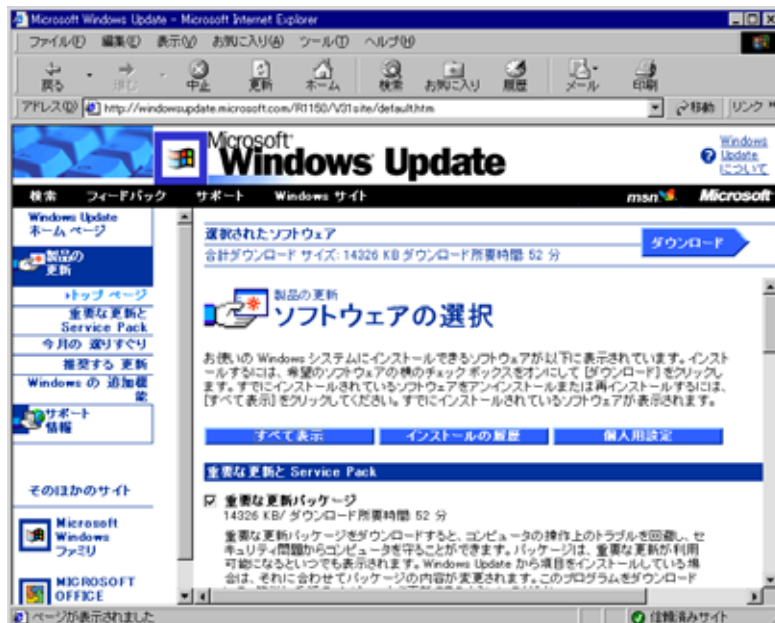 Microsoft Windows Update - Microsoft Internet Explorer
ファイル(F) 編集(E) 表示(V) お気に入り(A) ツール(T) ヘルプ(H)
戻る 進む 中止 更新 ホーム 検索 お気に入り 履歴 メール 印刷
アドレス(D) http://windowsupdate.microsoft.com/R1150/V31site/default.htm 移動 リンク »
Microsoft
Windows Update
Windows
Update
について
検索 フィードバック サポート Windows サイト msn Microsoft
Windows Update
ホーム ページ
製品の
更新
トップ ページ
重要な更新と
Service Pack
今月の 選りすぐり
推奨する 更新
Windows の 追加機
能
サポート
情報
そのほかのサイト
Microsoft
Windows
ファミリ
MICROSOFT
OFFICE
選択されたソフトウェア
合計ダウンロード サイズ: 14326 KB ダウンロード所要時間: 52 分
ダウンロード
製品の更新
ソフトウェアの選択
お使いの Windows システムにインストールできるソフトウェアが以下に表示されています。インスト
ールするには、希望のソフトウェアの横のチェック ボックスをオンにして [ダウンロード] をクリックし
ます。すでにインストールされているソフトウェアをアンインストールまたは再インストールするには、
[すべて表示] をクリックしてください。すでにインストールされているソフトウェアが表示されます。
すべて表示 インストールの履歴 個人用設定
重要な更新と Service Pack
重要な更新パッケージ
14326 KB/ ダウンロード所要時間: 52 分
重要な更新パッケージをダウンロードすると、コンピュータの操作上のトラブルを回避し、セ
キュリティ問題からコンピュータを守ることができます。パッケージは、重要な更新が利用
可能になるといつでも表示されます。Windows Update から項目をインストールしている場
合は、それに合わせてパッケージの内容が変更されます。このプログラムをダウンロード
ページが表示されました 信頼済みサイト